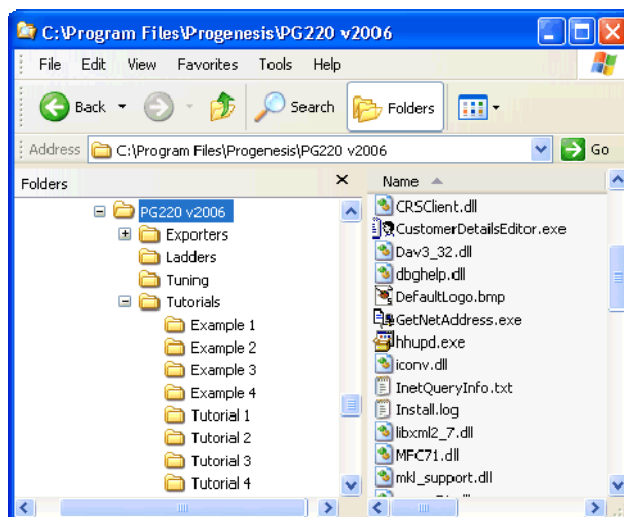 C:\Program Files\Progenesis\PG220 v2006
File Edit View Favorites Tools Help
Back Search Folders
Address C:\Program Files\Progenesis\PG220 v2006 Go
Folders
PG220 v2006
Exporters
Ladders
Tuning
Tutorials
Example 1
Example 2
Example 3
Example 4
Tutorial 1
Tutorial 2
Tutorial 3
Tutorial 4
Name
CRSClient.dll
CustomerDetailsEditor.exe
Dav3_32.dll
dbghelp.dll
DefaultLogo.bmp
GetNetAddress.exe
hhupd.exe
iconv.dll
InetQueryInfo.txt
Install.log
libxml2_7.dll
MFC71.dll
mkl_support.dll